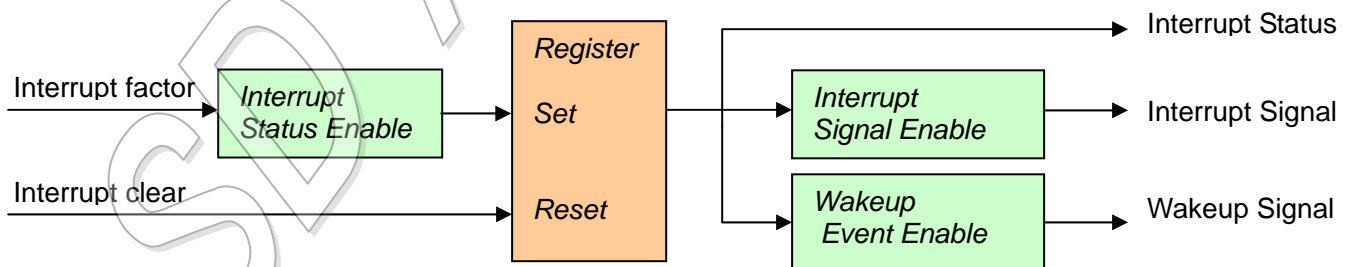 Interrupt factor
Interrupt clear
Interrupt
Status Enable
Register
Set
Reset
Interrupt
Signal Enable
Wakeup
Event Enable
Interrupt Status
Interrupt Signal
Wakeup Signal